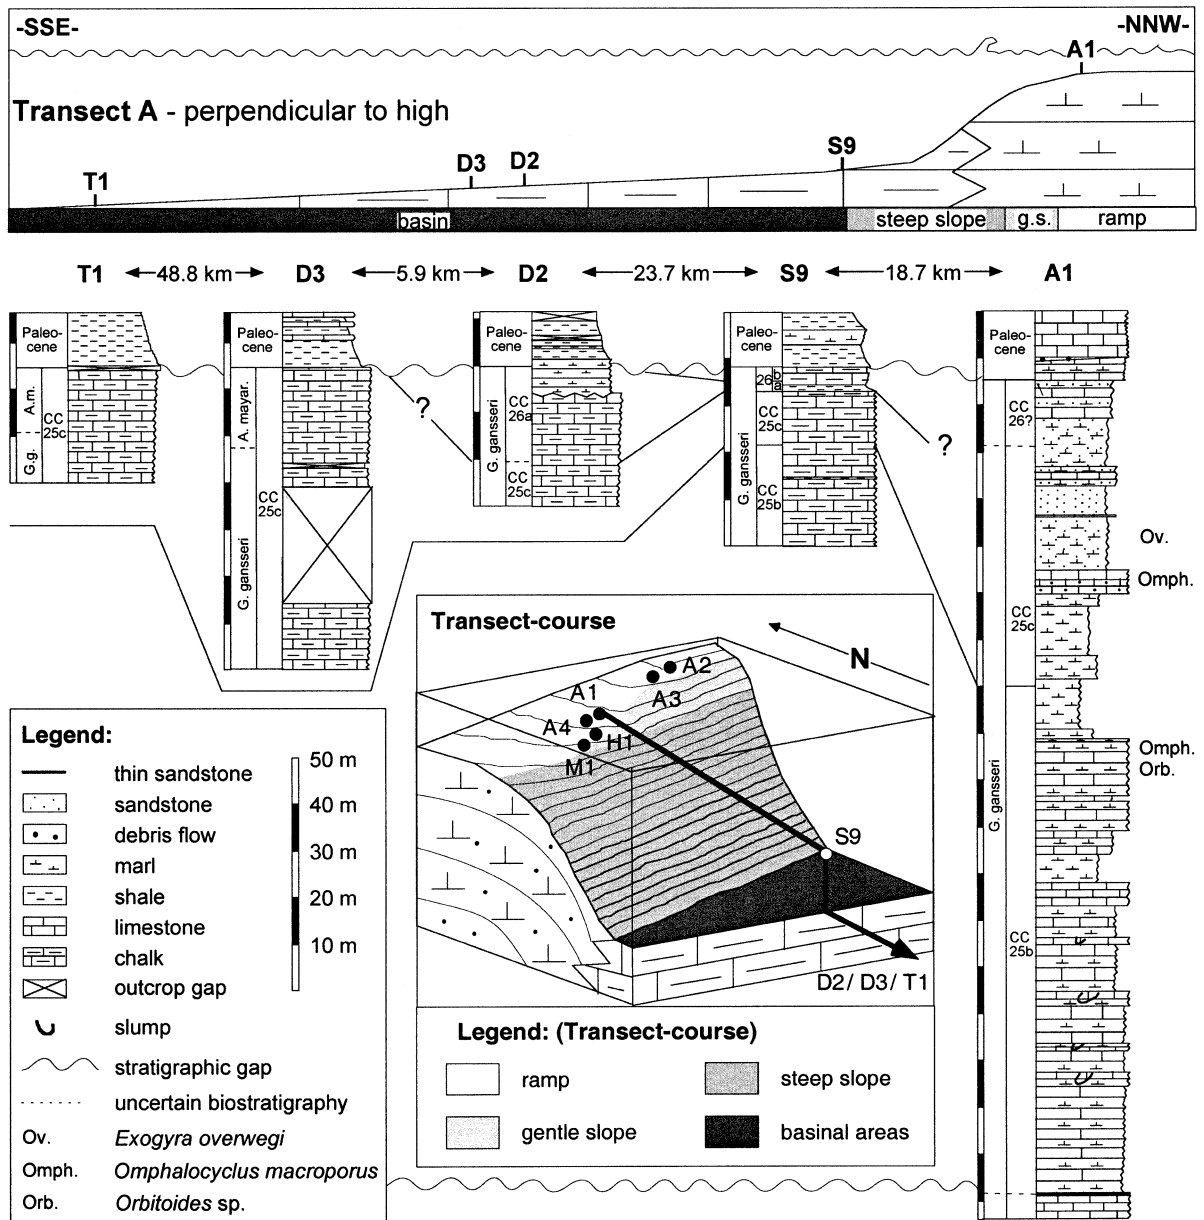 -SSE-
-NNW-
A1
Transect A - perpendicular to high
S9
D3 D2
T1
basin
steep slope
g.s.
ramp
T1 48.8 km D3 5.9 km D2 23.7 km S9 18.7 km A1
Paleo-
cene
A.m.
G.g.
CC
25c
Paleo-
cene
A. mayar.
G. gansseri
CC
25c
?
Paleo-
cene
G. gansseri
CC
26a
CC
25c
Paleo-
cene
26 b
a
CC
25c
G. gansseri
CC
25b
?
Paleo-
cene
CC
26?
CC
25c
G. gansseri
CC
25b
Ov.
Omph.
Omph.
Orb.
Transect-course
N
A2
A3
A1
A4
H1
M1
S9
D2/ D3/ T1
Legend: (Transect-course)
ramp
steep slope
gentle slope
basinal areas
Legend:
thin sandstone
sandstone
debris flow
marl
shale
limestone
chalk
outcrop gap
slump
stratigraphic gap
uncertain biostratigraphy
Ov. Exogyra overwegi
Omph. Omphalocyclus macroporus
Orb. Orbitoides sp.
50 m
40 m
30 m
20 m
10 m